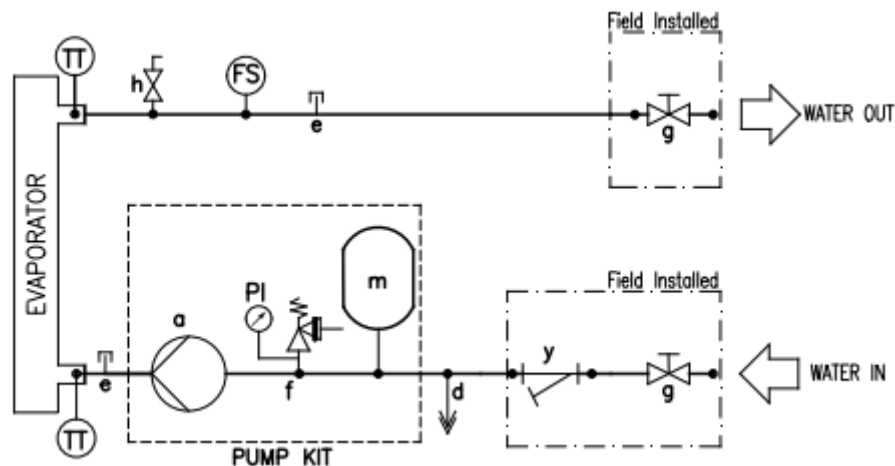 Field Installed
TT
h
FS
e
g
WATER OUT
EVAPORATOR
Field Installed
m
PI
a
y
e
f
d
g
WATER IN
TT
PUMP KIT